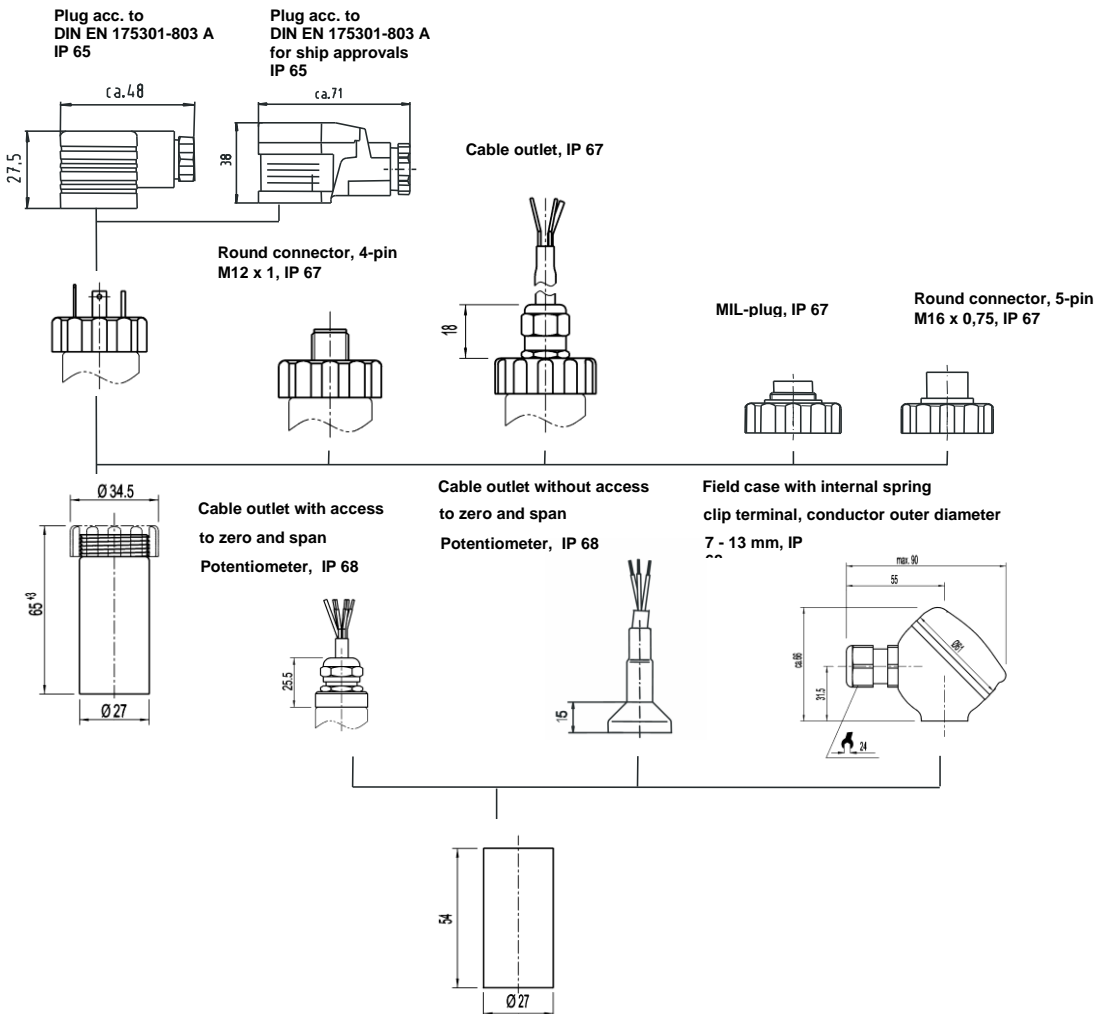 Plug acc. to
DIN EN 175301-803 A
IP 65
Plug acc. to
DIN EN 175301-803 A
for ship approvals
IP 65
ca.48
27.5
ca.71
38
Cable outlet, IP 67
18
Round connector, 4-pin
M12 x 1, IP 67
MIL-plug, IP 67
Round connector, 5-pin
M16 x 0,75, IP 67
Ø 34.5
65 +3
Ø 27
Cable outlet with access
to zero and span
Potentiometer, IP 68
25.5
Cable outlet without access
to zero and span
Potentiometer, IP 68
15
Field case with internal spring
clip terminal, conductor outer diameter
7 - 13 mm, IP
max. 90
55
ca.66
31.5
Ø61
24
54
Ø 27